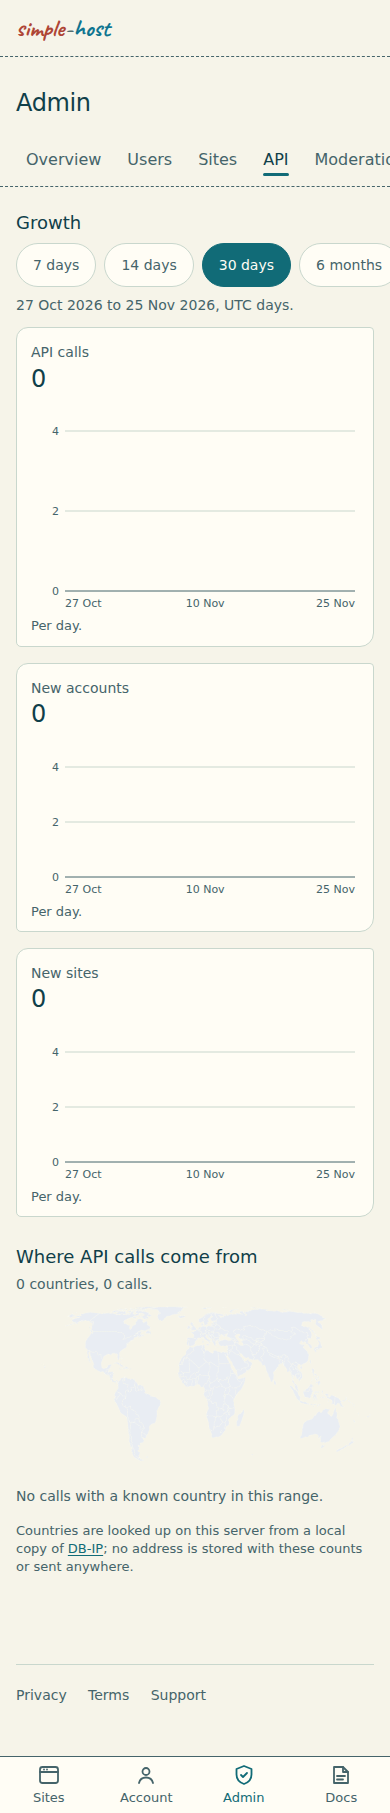 simple-host
Admin
Overview Users Sites API Moderatic
Growth
7 days 14 days 30 days 6 months
27 Oct 2026 to 25 Nov 2026, UTC days.
API calls
0
4
2
0
27 Oct 10 Nov 25 Nov
Per day.
New accounts
0
4
2
0
27 Oct 10 Nov 25 Nov
Per day.
New sites
0
4
2
0
27 Oct 10 Nov 25 Nov
Per day.
Where API calls come from
0 countries, 0 calls.
No calls with a known country in this range.
Countries are looked up on this server from a local
copy of DB-IP; no address is stored with these counts
or sent anywhere.
Privacy Terms Support
Sites Account Admin Docs